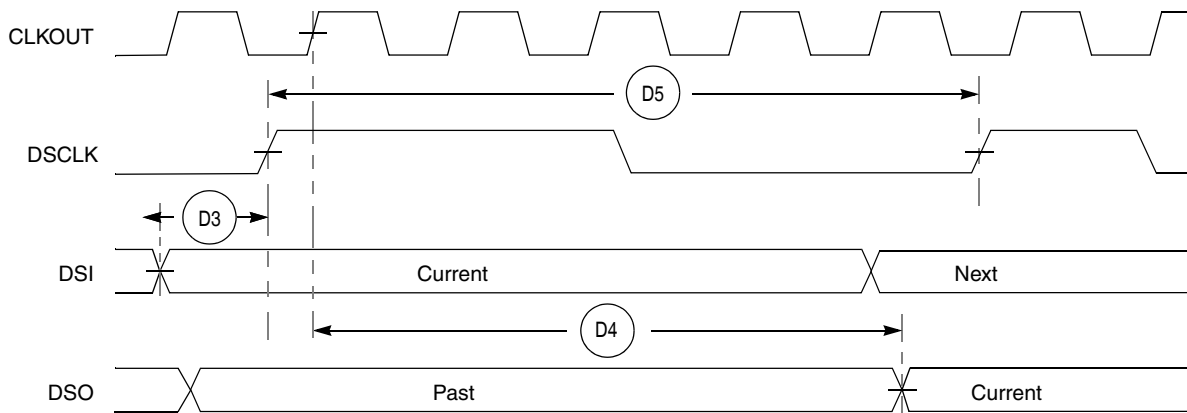 CLKOUT
D5
DSCLK
D3
DSI
Current
Next
D4
DSO
Past
Current